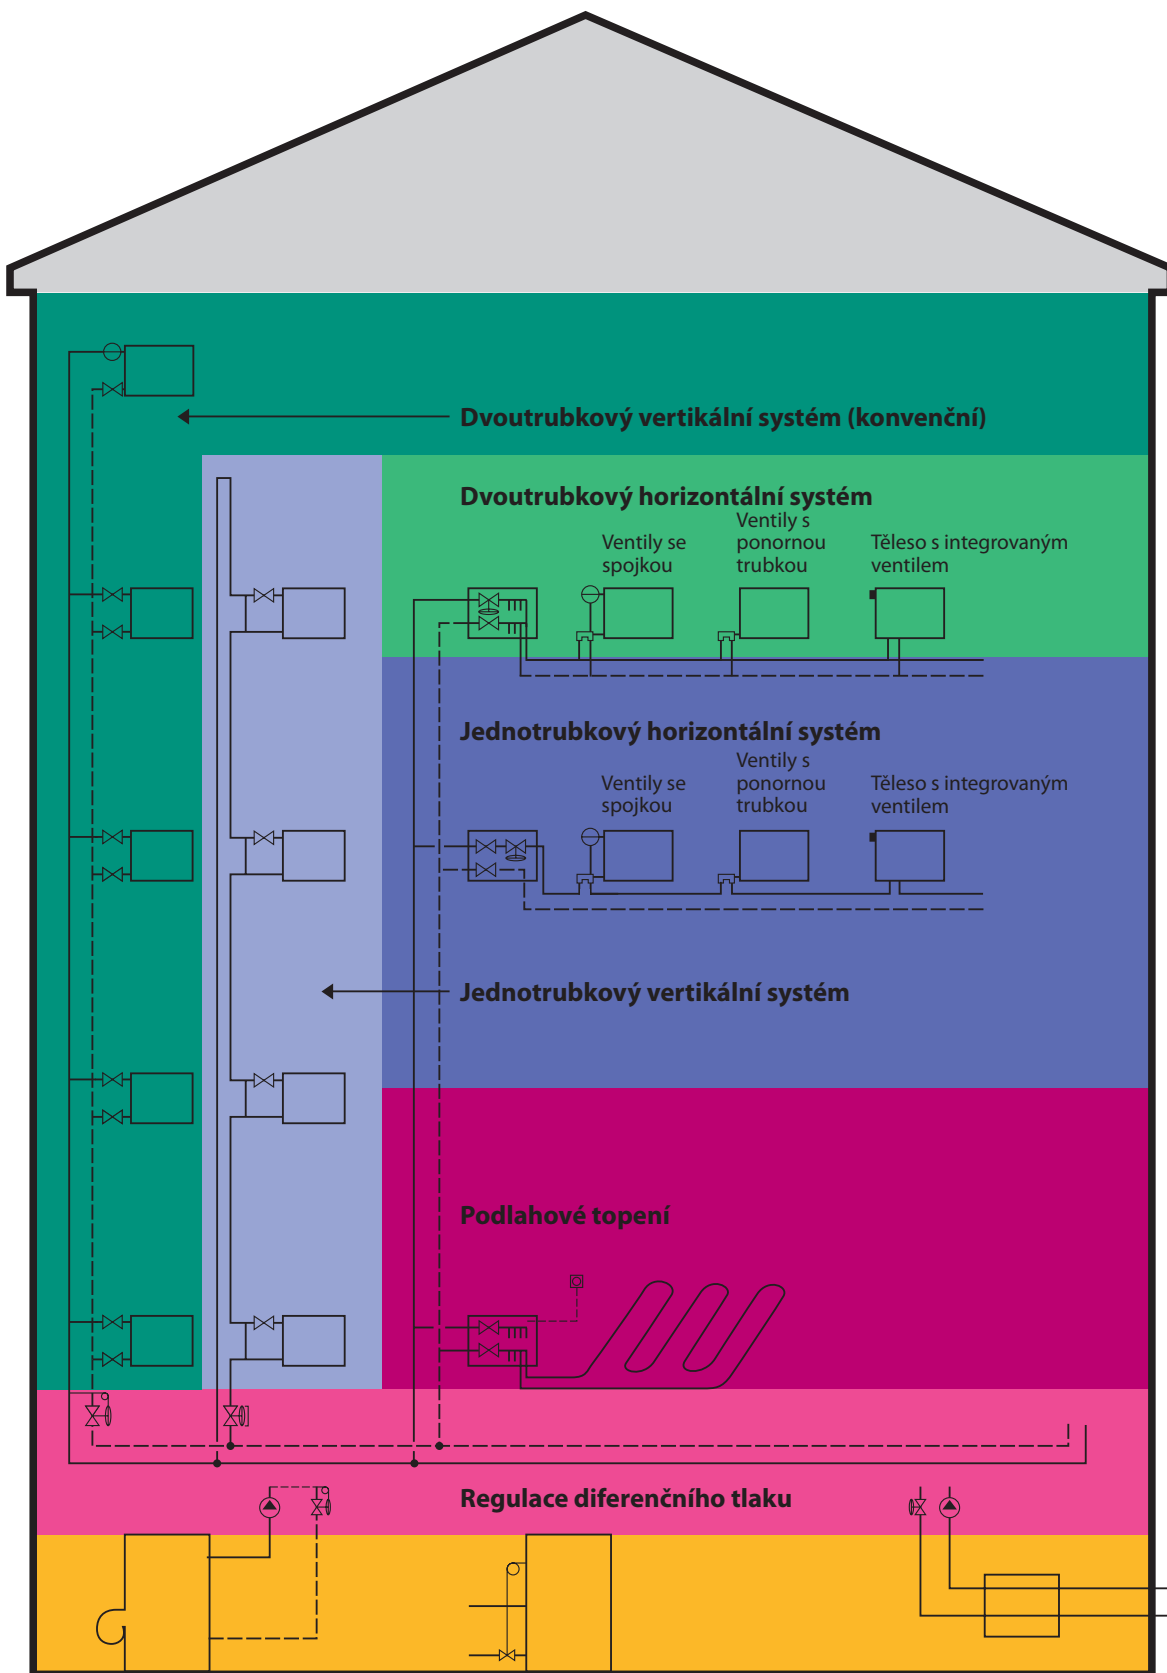 Dvoutrubkový vertikální systém (konvenční)
Dvoutrubkový horizontální systém
Ventily se
spojkou
Ventily s
ponornou
trubkou
Těleso s integrovaným
ventilem
Jednotrubkový horizontální systém
Ventily se
spojkou
Ventily s
ponornou
trubkou
Těleso s integrovaným
ventilem
Jednotrubkový vertikální systém
Podlahové topení
Regulace diferenčního tlaku